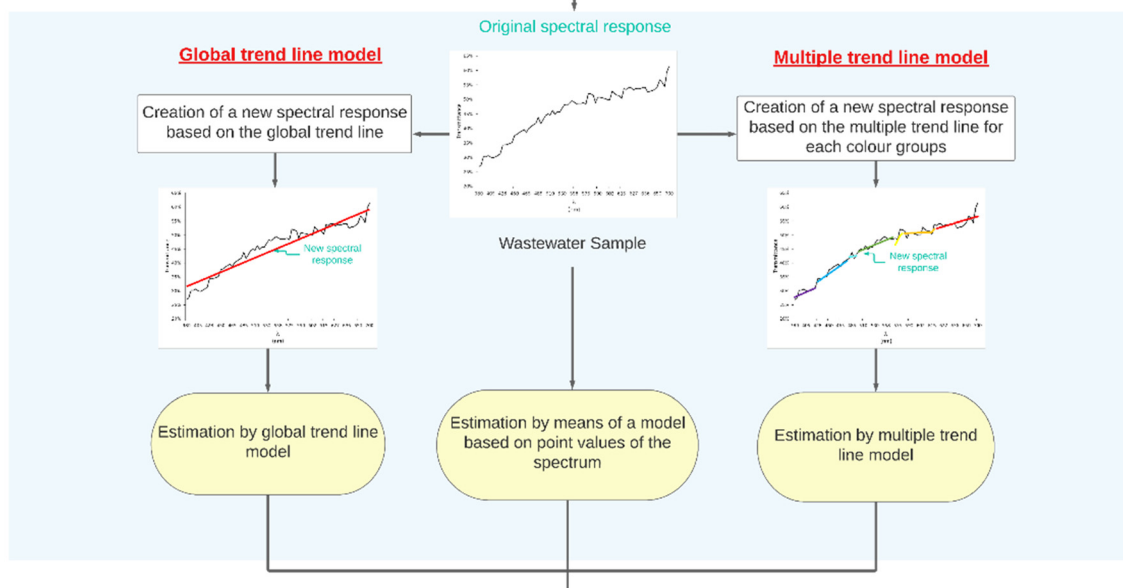 Original spectral response
Global trend line model
Multiple trend line model
Creation of a new spectral response
based on the global trend line
Creation of a new spectral response
based on the multiple trend line for
each colour groups
Wastewater Sample
New spectral
response
New spectral
response
Estimation by global trend line
model
Estimation by means of a model
based on point values of the
spectrum
Estimation by multiple trend
line model